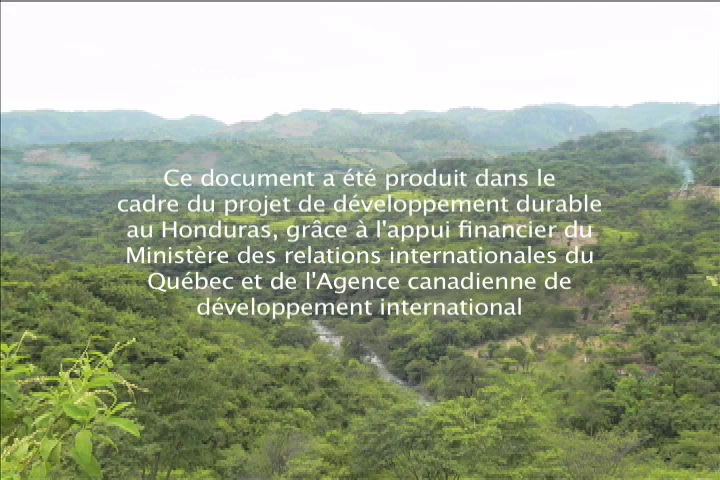 Ce document a été produit dans le
cadre du projet de développement durable
au Honduras, grâce à l'appui financier du
Ministère des relations internationales du
Québec et de l'Agence canadienne de
développement international